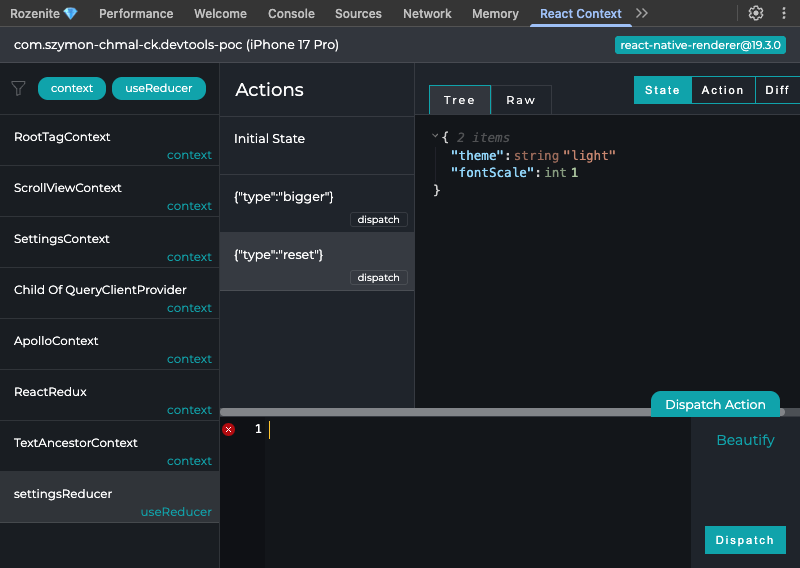 Rozenite 💎 Performance Welcome Console Sources Network Memory React Context
com.szymon-chmal-ck.devtools-poc (iPhone 17 Pro) react-native-renderer@19.3.0
context useReducer
RootTagContext
context
ScrollViewContext
context
SettingsContext
context
Child Of QueryClientProvider
context
ApolloContext
context
ReactRedux
context
TextAncestorContext
context
settingsReducer
useReducer
Actions
Initial State
{"type":"bigger"}
dispatch
{"type":"reset"}
dispatch
Tree Raw
State Action Diff
{ 2 items
"theme": string "light"
"fontScale": int 1
}
Dispatch Action
1
Beautify
Dispatch